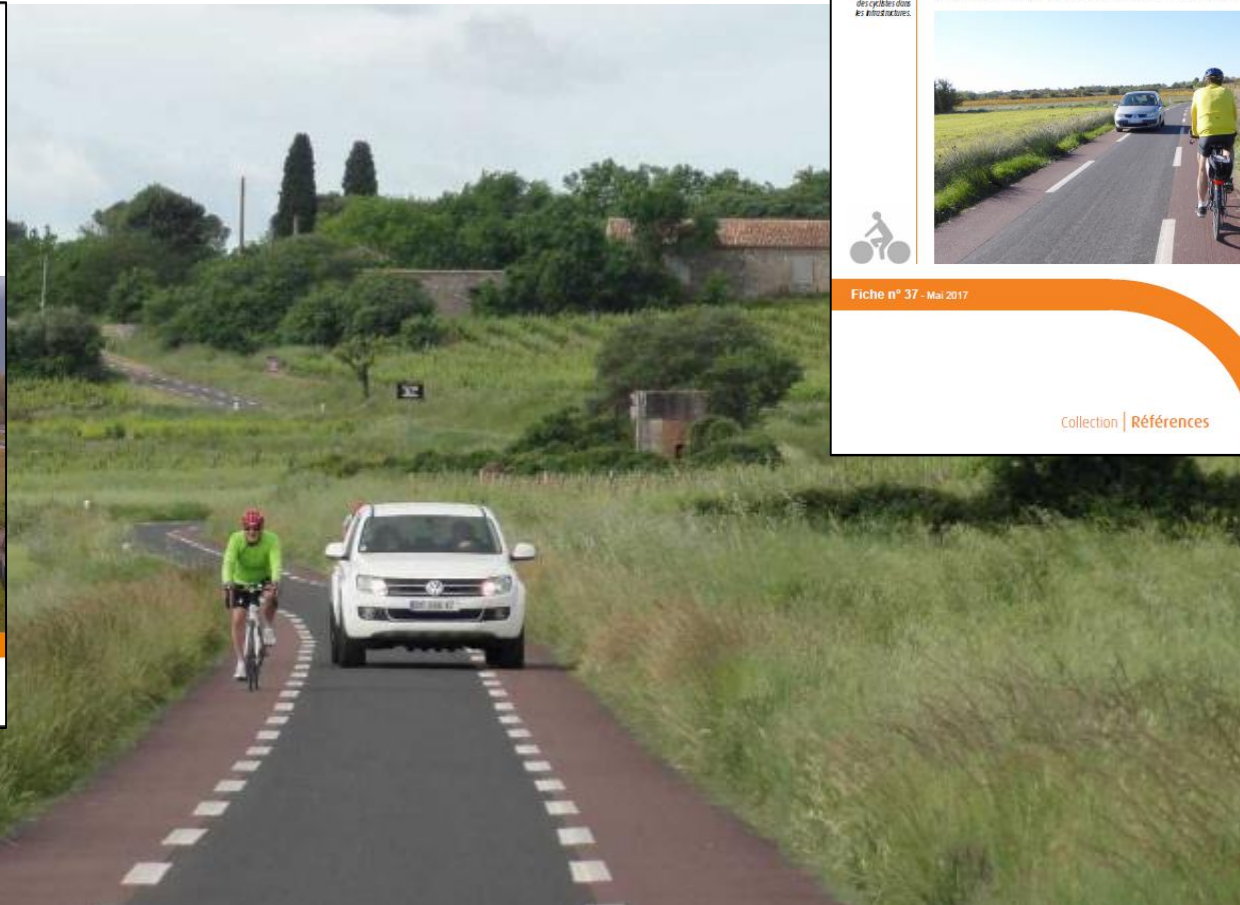 des cyclistes dans
les infrastructures.
Fiche n° 37 - Mai 2017
Collection | Références